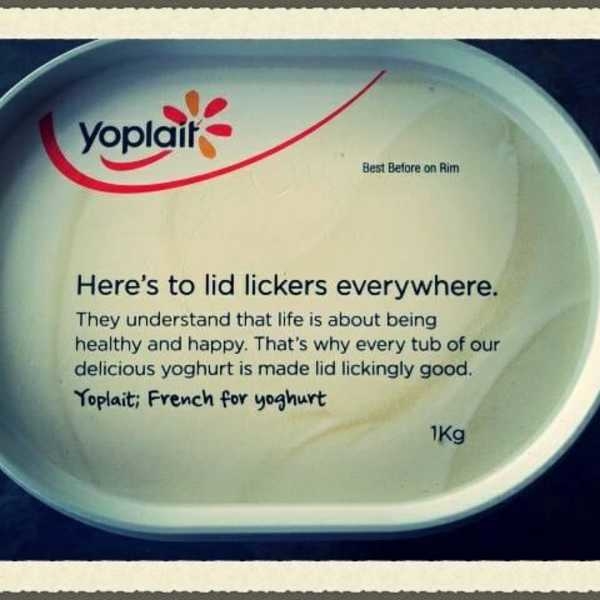 Yoplait
Best Before on Rim
Here's to lid lickers everywhere.
They understand that life is about being
healthy and happy. That's why every tub of our
delicious yoghurt is made lid lickingly good.
Yoplait; French for yoghurt
1Kg